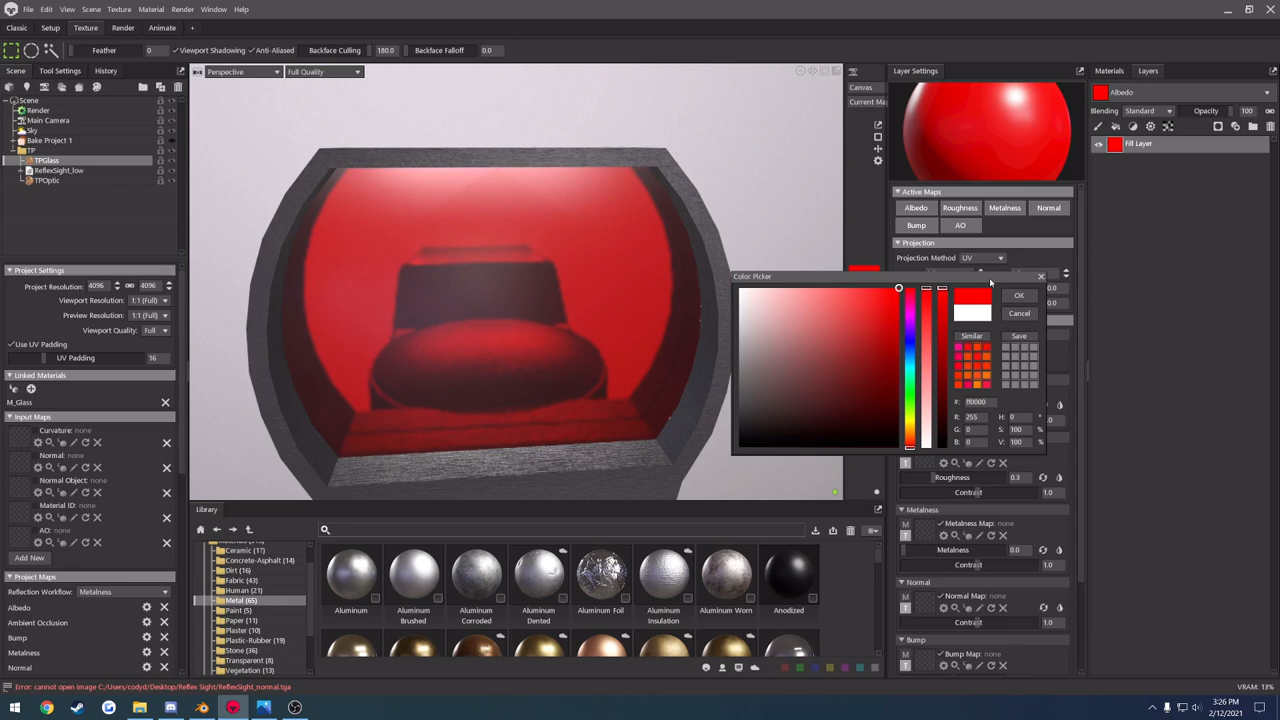 File Edit View Scene Texture Material Render Window Help
Classic Setup Texture Render Animate +
Feather 0 Viewport Shadowing Anti-Aliased Backface Culling 180.0 Backface Falloff 0.0
Scene Tool Settings History
Perspective Full Quality
Scene
Render
Main Camera
Sky
Bake Project 1
TP
TPGlass
ReflexSight_low
TPOptic
Project Settings
Project Resolution: 4096 4096
Viewport Resolution: 1:1 (Full)
Preview Resolution: 1:1 (Full)
Viewport Quality: Full
Use UV Padding
UV Padding 16
Linked Materials
M_Glass
Input Maps
Curvature: none
Normal: none
Normal Object: none
Material ID: none
AO: none
Add New
Project Maps
Reflection Workflow: Metalness
Albedo
Ambient Occlusion
Bump
Metalness
Normal
Canvas
Current Ma
Layer Settings
Active Maps
Albedo Roughness Metalness Normal
Bump AO
Projection
Projection Method UV
0.0
0.0
Color Picker
OK
Cancel
Similar Save
#: ff0000
R: 255 H: 0 °
G: 0 S: 100 %
B: 0 V: 100 %
T
Roughness 0.3
Contrast 1.0
Metalness
M Metalness Map: none
T
Metalness 0.0
Contrast 1.0
Normal
M Normal Map: none
T
Contrast 1.0
Bump
M Bump Map: none
T
Materials Layers
Albedo
Blending Standard Opacity 100
Fill Layer
Library
Ceramic (17)
Concrete-Asphalt (14)
Dirt (16)
Fabric (43)
Human (21)
Metal (65)
Paint (5)
Paper (11)
Plaster (10)
Plastic-Rubber (19)
Stone (36)
Transparent (8)
Vegetation (13)
Aluminum Aluminum Brushed Aluminum Corroded Aluminum Dented Aluminum Foil Aluminum Insulation Aluminum Worn Anodized
Error: cannot open image C:/Users/codyd/Desktop/Reflex Sight/ReflexSight_normal.tga
VRAM: 13%
3:26 PM
2/12/2021